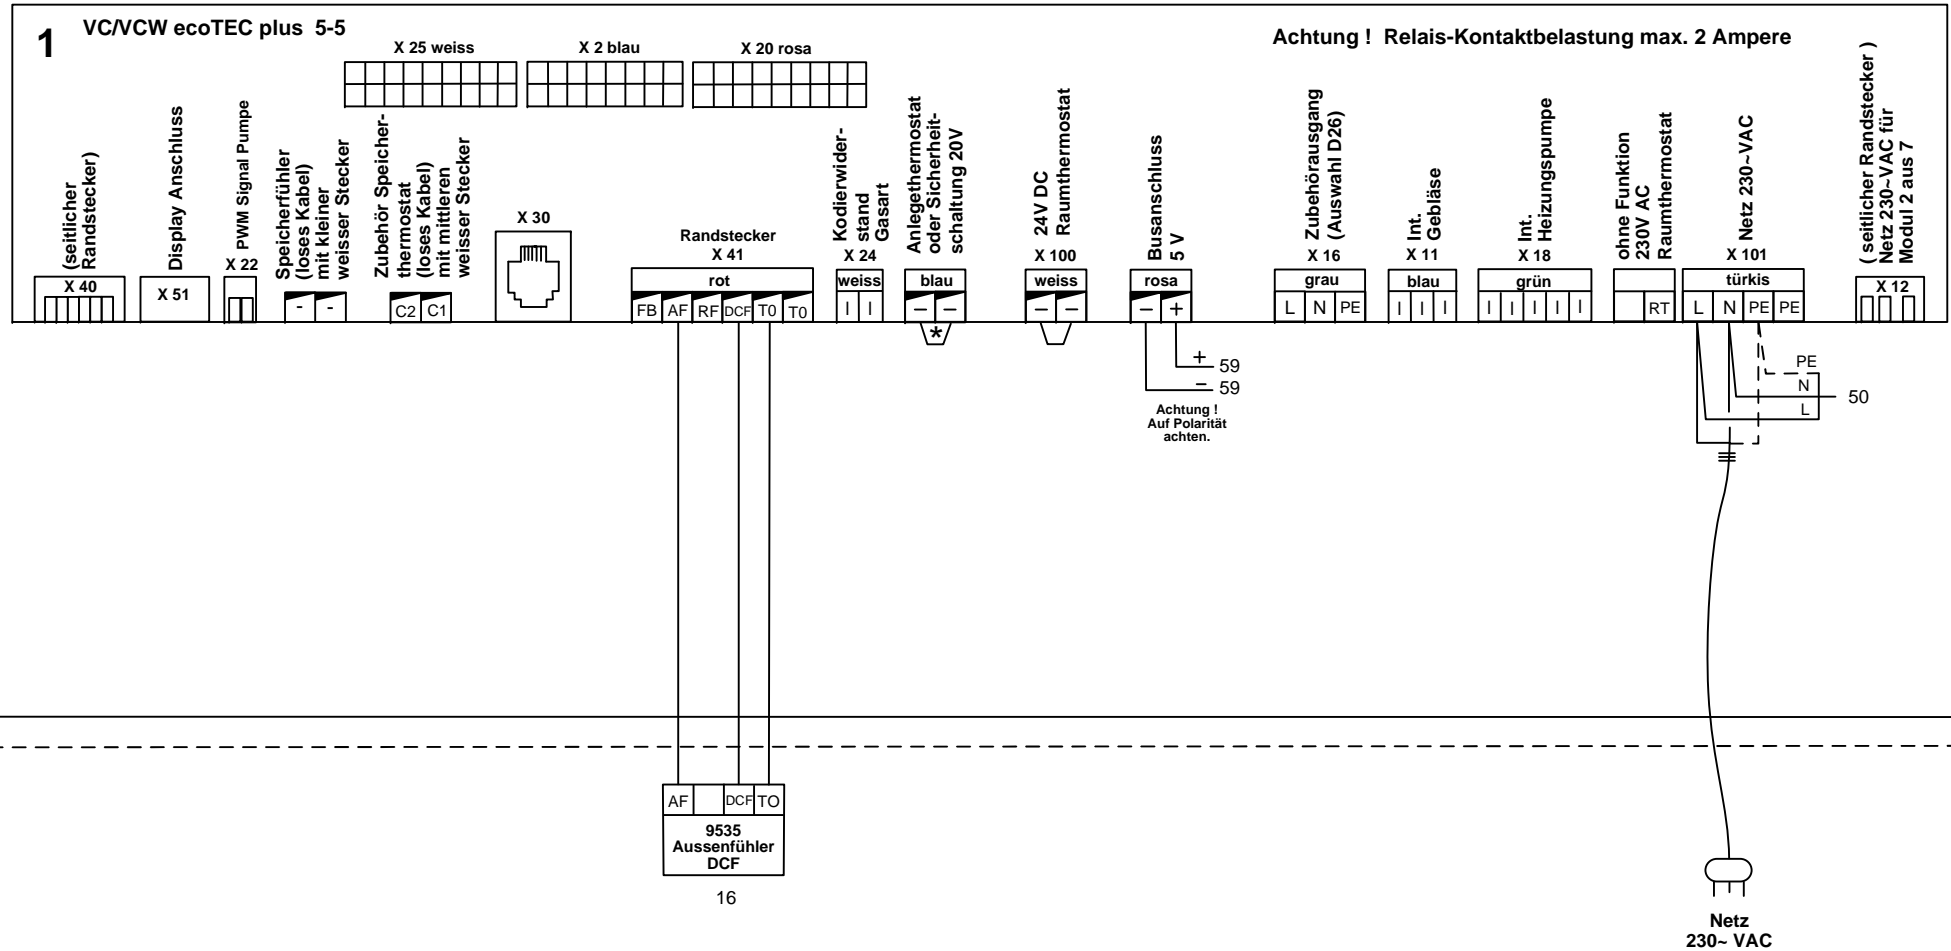 1
VC/VCW ecoTEC plus 5-5
Achtung ! Relais-Kontaktbelastung max. 2 Ampere
X 25 weiss
X 2 blau
X 20 rosa
(seitlicher
Randstecker)
X 40
Display Anschluss
X 51
PWM Signal Pumpe
X 22
Speicherfühler
(loses Kabel)
mit kleiner
weisser Stecker
- -
Zubehör Speicher-
thermostat
(loses Kabel)
mit mittleren
weisser Stecker
C2 C1
X 30
Randstecker
X 41
rot
FB AF RF DCF T0 T0
Kodierwider-
stand
Gasart
X 24
weiss
I I
Anlegethermostat
oder Sicherheit-
schaltung 20V
blau
– –
*
24V DC
Raumthermostat
X 100
weiss
– –
Busanschluss
5 V
rosa
– +
+ 59
– 59
Achtung !
Auf Polarität
achten.
Zubehörausgang
(Auswahl D26)
X 16
grau
L N PE
Int.
Gebläse
X 11
blau
I I I
Int.
Heizungspumpe
X 18
grün
I I I I I
ohne Funktion
230V AC
Raumthermostat
RT
Netz 230~VAC
X 101
türkis
L N PE PE
( seitlicher Randstecker )
Netz 230~VAC für
Modul 2 aus 7
X 12
PE
N
L
50
AF DCF TO
9535
Aussenfühler
DCF
16
Netz
230~ VAC